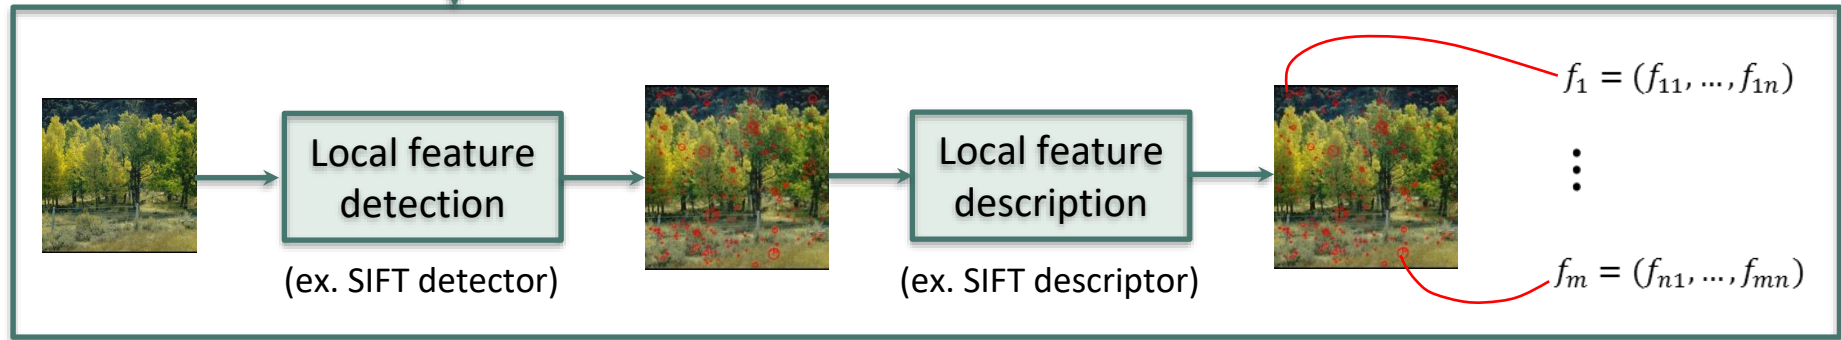 Local feature
detection
(ex. SIFT detector)
Local feature
description
(ex. SIFT descriptor)
f₁ = (f₁₁, ..., f₁ₙ)
⋮
fₘ = (fₙ₁, ..., fₘₙ)